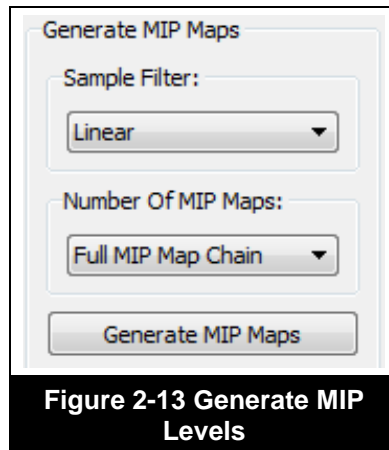 Generate MIP Maps
Sample Filter:
Linear
Number Of MIP Maps:
Full MIP Map Chain
Generate MIP Maps
Figure 2-13 Generate MIP
Levels